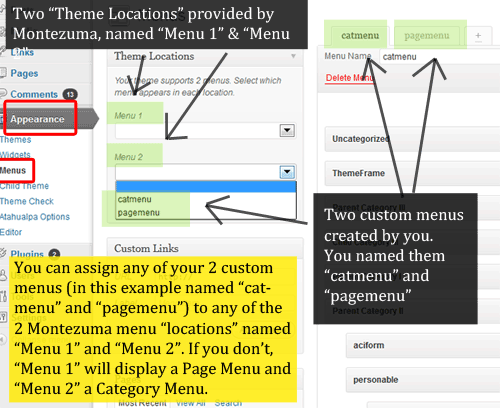 Two “Theme Locations” provided by
Montezuma, named “Menu 1” & “Menu
Links
Pages
Comments 13
Appearance
Themes
Widgets
Menus
Child Theme
Theme Check
Atahualpa Options
Editor
Plugins 2
Theme Locations
Your theme supports 2 menus. Select which
menu appears in each location.
Menu 1
Menu 2
catmenu
pagemenu
Custom Links
catmenu
pagemenu
+
Menu Name
catmenu
Delete Menu
Uncategorized
ThemeFrame
Parent Category III
Two custom menus
created by you.
You named them
“catmenu” and
“pagemenu”
Parent Category II
aciform
personable
You can assign any of your 2 custom
menus (in this example named “cat-
menu” and “pagemenu”) to any of the
2 Montezuma menu “locations” named
“Menu 1” and “Menu 2”. If you don’t,
“Menu 1” will display a Page Menu and
“Menu 2” a Category Menu.
Most Recent View All Search